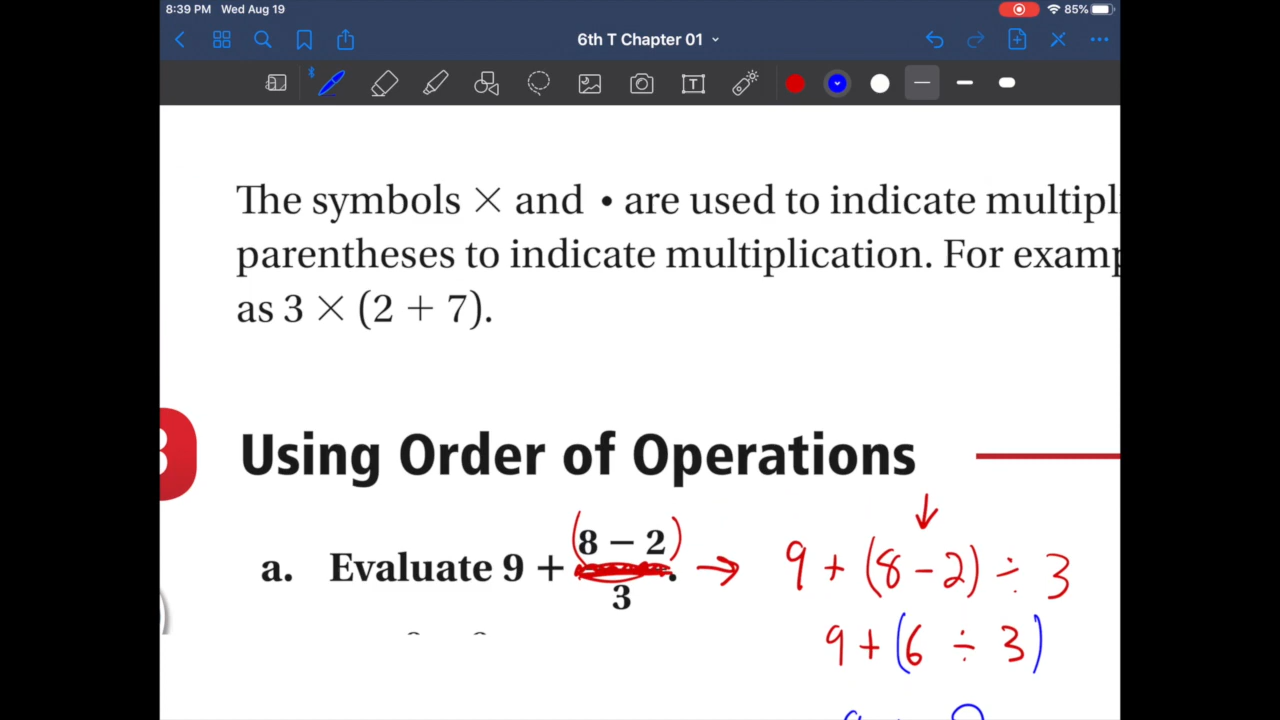 8:39 PM Wed Aug 19
85%
6th T Chapter 01
T
The symbols × and • are used to indicate multipl
parentheses to indicate multiplication. For examp
as 3 × (2 + 7).
Using Order of Operations
a. Evaluate 9 + (8 − 2)/3. → 9 + (8 − 2) ÷ 3
9 + (6 ÷ 3)